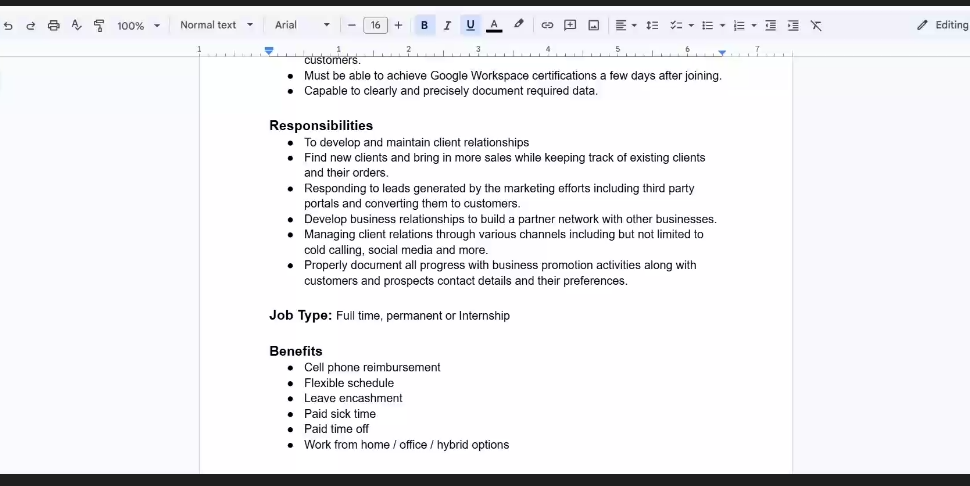 100% Normal text Arial 16 B I U A Editing
1 1 2 3 4 5 6 7
customers.
● Must be able to achieve Google Workspace certifications a few days after joining.
● Capable to clearly and precisely document required data.
Responsibilities
● To develop and maintain client relationships
● Find new clients and bring in more sales while keeping track of existing clients
and their orders.
● Responding to leads generated by the marketing efforts including third party
portals and converting them to customers.
● Develop business relationships to build a partner network with other businesses.
● Managing client relations through various channels including but not limited to
cold calling, social media and more.
● Properly document all progress with business promotion activities along with
customers and prospects contact details and their preferences.
Job Type: Full time, permanent or Internship
Benefits
● Cell phone reimbursement
● Flexible schedule
● Leave encashment
● Paid sick time
● Paid time off
● Work from home / office / hybrid options